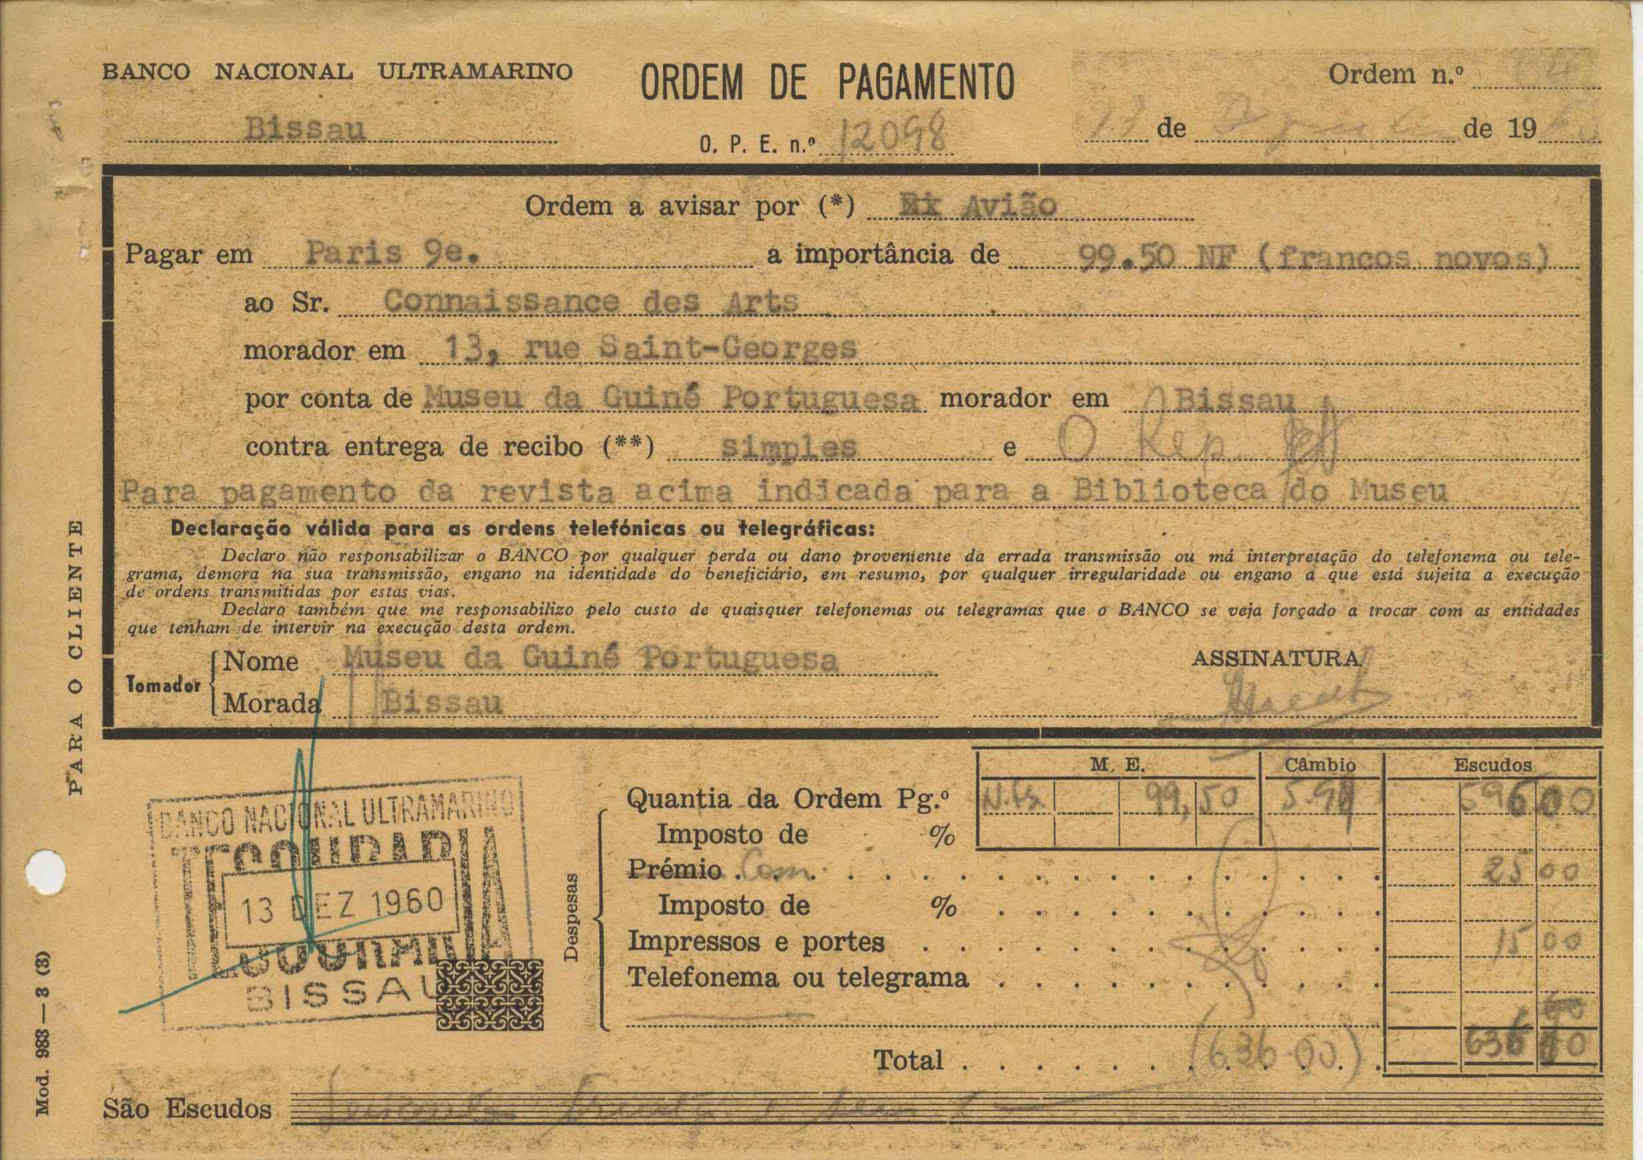 BANCO NACIONAL ULTRAMARINO
ORDEM DE PAGAMENTO
Ordem n.º
Bissau
O. P. E. n.º 12098
13 de de 19
Ordem a avisar por (*) Avião
Pagar em Paris 9e. a importância de 99.50 NF (francos novos)
ao Sr. Connaissance des Arts
morador em 13, rue Saint-Georges
por conta de Museu da Guiné Portuguesa morador em Bissau
contra entrega de recibo (**) simples e O Rep.
Para pagamento da revista acima indicada para a Biblioteca do Museu
Declaração válida para as ordens telefónicas ou telegráficas:
Declaro não responsabilizar o BANCO por qualquer perda ou dano proveniente da errada transmissão ou má interpretação do telefonema ou tele-
grama, demora na sua transmissão, engano na identidade do beneficiário, em resumo, por qualquer irregularidade ou engano a que está sujeita a execução
de ordens transmitidas por estas vias.
Declaro também que me responsabilizo pelo custo de quaisquer telefonemas ou telegramas que o BANCO se veja forçado a trocar com as entidades
que tenham de intervir na execução desta ordem.
Tomador
Nome Museu da Guiné Portuguesa
Morada Bissau
ASSINATURA
PARA O CLIENTE
M. E. Câmbio Escudos
Quantia da Ordem Pg.º 99,50 596 00
Imposto de %
Prémio . Com. 25 00
Imposto de %
Impressos e portes 15 00
Telefonema ou telegrama
Despesas
Total (636.00) 636
BANCO NACIONAL ULTRAMARINO
TESOURARIA
13 DEZ 1960
TESOURARIA
BISSAU
São Escudos
Mod. 983 — 3 (3)